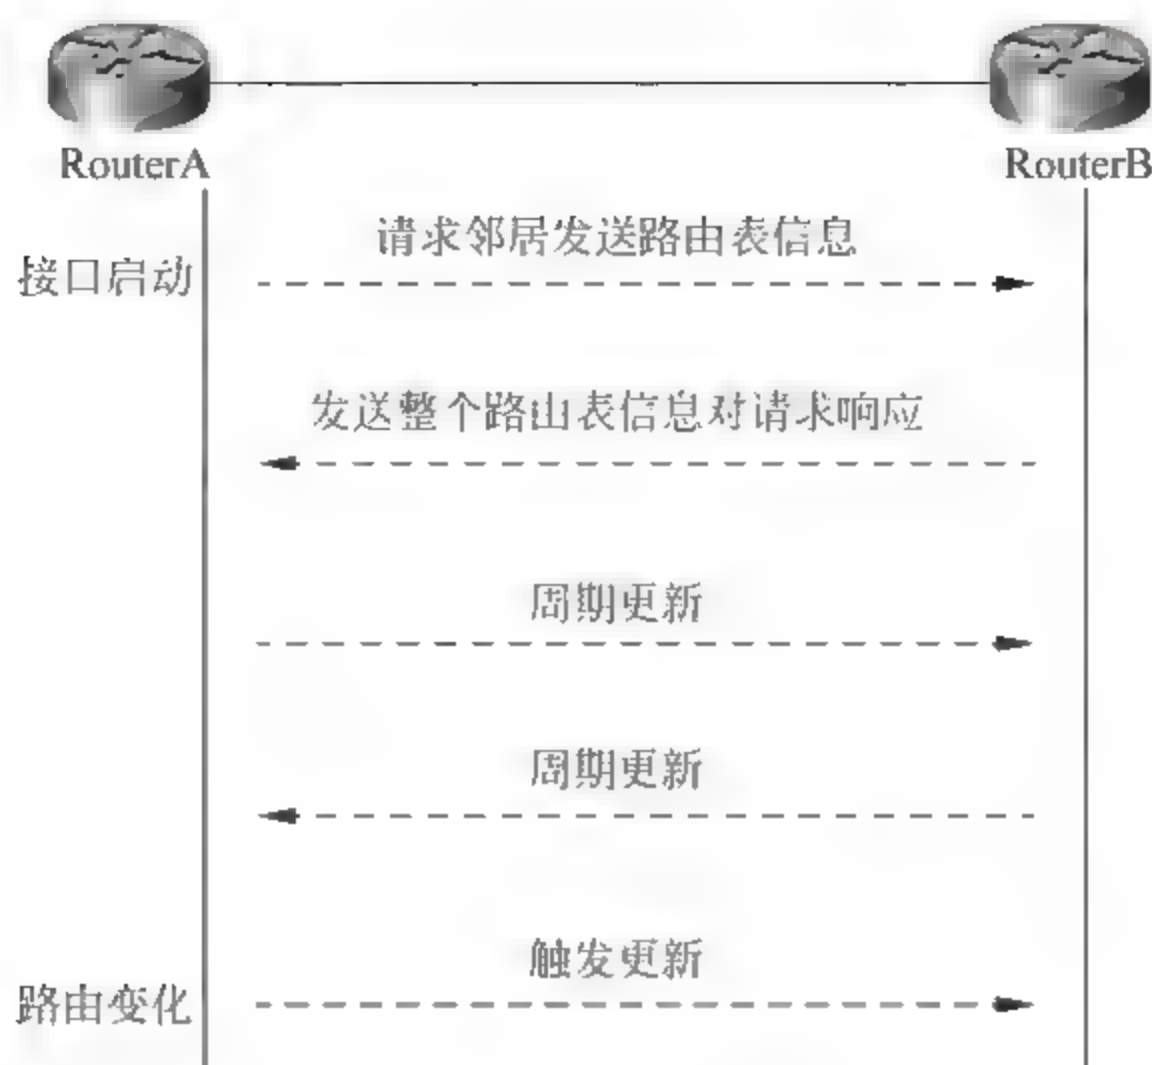 RouterA
RouterB
请求邻居发送路由表信息
接口启动
发送整个路由表信息对请求响应
周期更新
周期更新
触发更新
路由变化